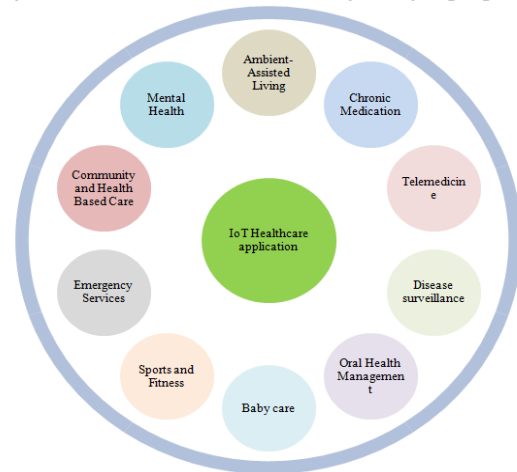 Ambient-
Assisted
Living
Mental
Health
Chronic
Medication
Community
and Health
Based Care
Telemedicin
e
IoT Healthcare
application
Emergency
Services
Disease
surveillance
Sports and
Fitness
Oral Health
Managemen
t
Baby care